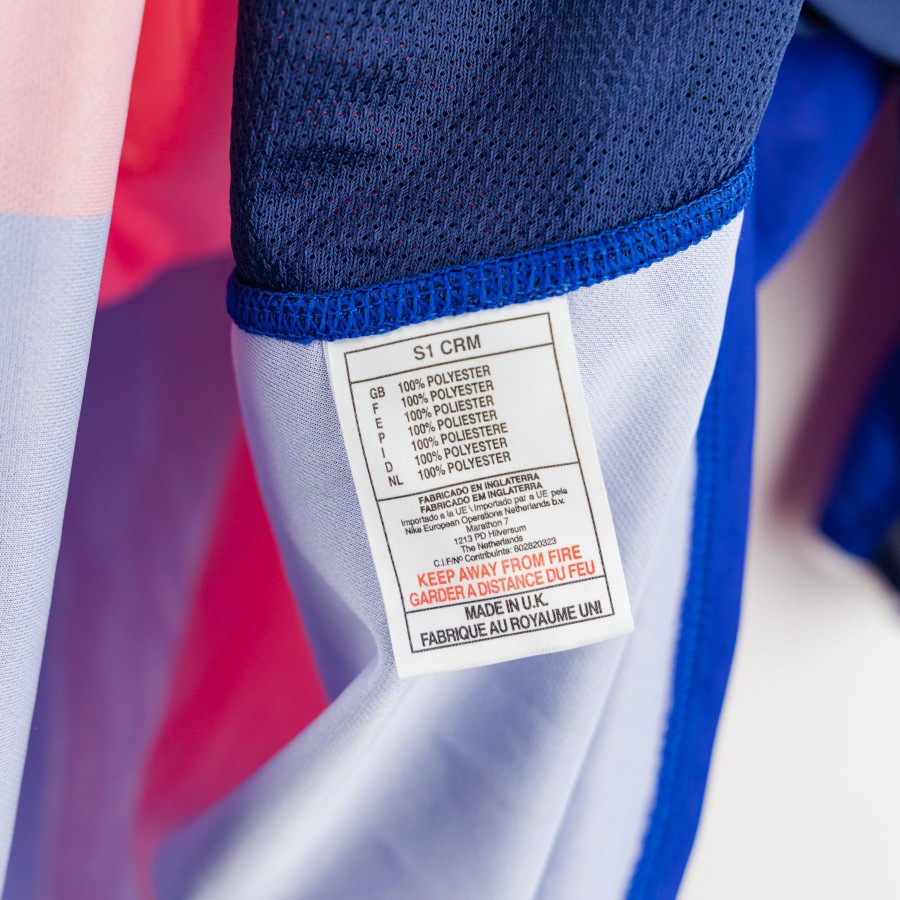 S1 CRM
GB 100% POLYESTER
F 100% POLYESTER
E 100% POLIESTER
P 100% POLIESTER
I 100% POLIESTERE
D 100% POLYESTER
NL 100% POLYESTER
FABRICADO EN INGLATERRA
FABRICADO EM INGLATERRA
Importado a la UE \ Importado par a UE pela
Nike European Operations Netherlands b.v.
Marathon 7
1213 PD Hilversum
The Netherlands
C.I.F/Nº Contribuinte: 802820323
KEEP AWAY FROM FIRE
GARDER A DISTANCE DU FEU
MADE IN U.K.
FABRIQUE AU ROYAUME UNI